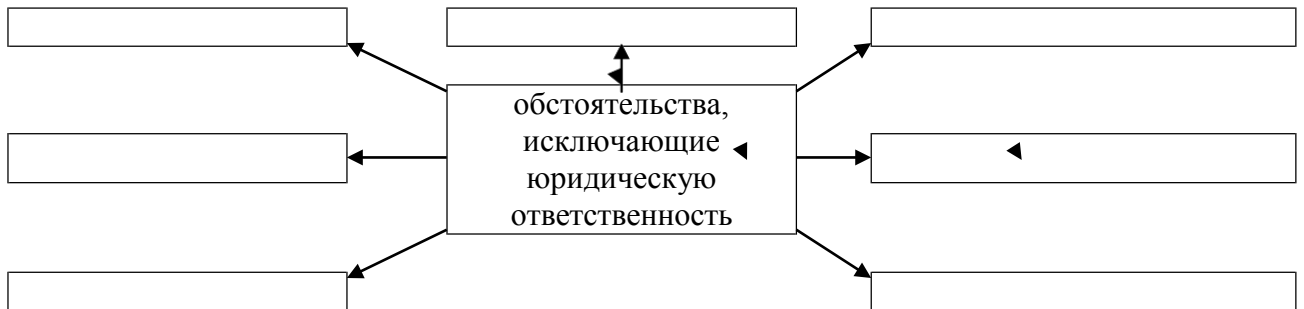 обстоятельства,
исключающие
юридическую
ответственность